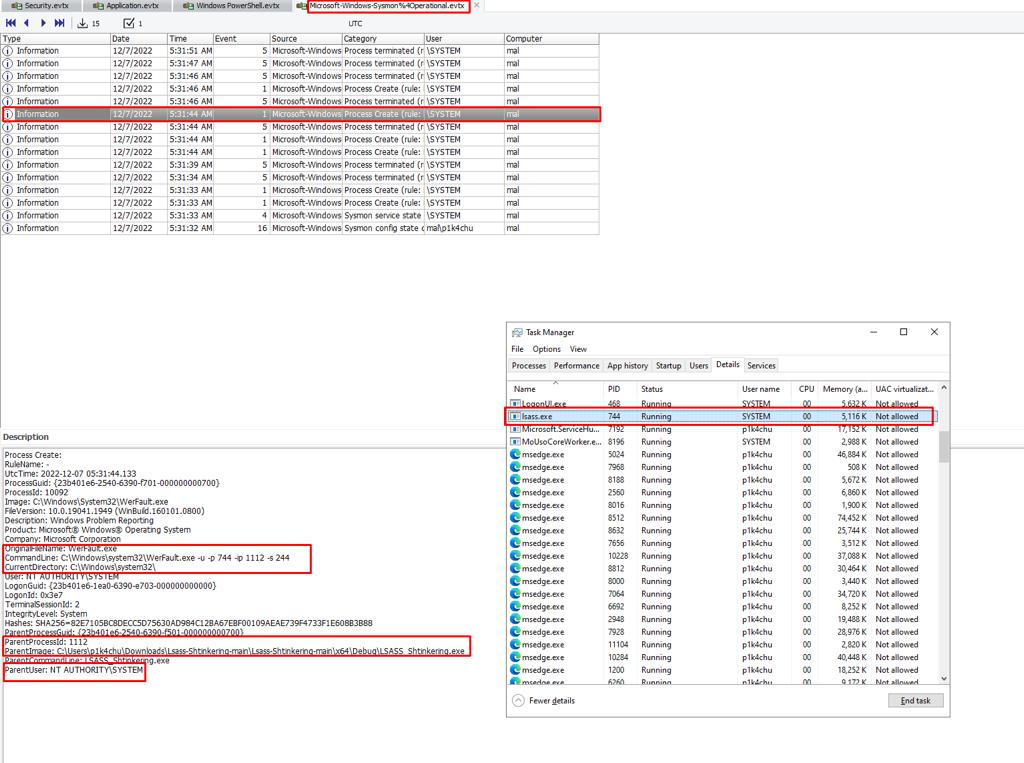 Security.evtx Application.evtx Windows PowerShell.evtx Microsoft-Windows-Sysmon%4Operational.evtx
15 1 UTC
Type Date Time Event Source Category User Computer
Information 12/7/2022 5:31:51 AM 5 Microsoft-Windows Process terminated (r \SYSTEM mal
Information 12/7/2022 5:31:47 AM 5 Microsoft-Windows Process terminated (r \SYSTEM mal
Information 12/7/2022 5:31:46 AM 5 Microsoft-Windows Process terminated (r \SYSTEM mal
Information 12/7/2022 5:31:46 AM 1 Microsoft-Windows Process Create (rule: \SYSTEM mal
Information 12/7/2022 5:31:46 AM 5 Microsoft-Windows Process terminated (r \SYSTEM mal
Information 12/7/2022 5:31:44 AM 1 Microsoft-Windows Process Create (rule: \SYSTEM mal
Information 12/7/2022 5:31:44 AM 5 Microsoft-Windows Process terminated (r \SYSTEM mal
Information 12/7/2022 5:31:44 AM 1 Microsoft-Windows Process Create (rule: \SYSTEM mal
Information 12/7/2022 5:31:44 AM 1 Microsoft-Windows Process Create (rule: \SYSTEM mal
Information 12/7/2022 5:31:39 AM 5 Microsoft-Windows Process terminated (r \SYSTEM mal
Information 12/7/2022 5:31:34 AM 5 Microsoft-Windows Process terminated (r \SYSTEM mal
Information 12/7/2022 5:31:33 AM 1 Microsoft-Windows Process Create (rule: \SYSTEM mal
Information 12/7/2022 5:31:33 AM 1 Microsoft-Windows Process Create (rule: \SYSTEM mal
Information 12/7/2022 5:31:33 AM 4 Microsoft-Windows Sysmon service state \SYSTEM mal
Information 12/7/2022 5:31:32 AM 16 Microsoft-Windows Sysmon config state c mal\p1k4chu mal
Description
Process Create:
RuleName: -
UtcTime: 2022-12-07 05:31:44.133
ProcessGuid: {23b401e6-2540-6390-f701-000000000700}
ProcessId: 10092
Image: C:\Windows\System32\WerFault.exe
FileVersion: 10.0.19041.1949 (WinBuild.160101.0800)
Description: Windows Problem Reporting
Product: Microsoft® Windows® Operating System
Company: Microsoft Corporation
OriginalFileName: WerFault.exe
CommandLine: C:\Windows\system32\WerFault.exe -u -p 744 -ip 1112 -s 244
CurrentDirectory: C:\Windows\system32\
User: NT AUTHORITY\SYSTEM
LogonGuid: {23b401e6-1ea0-6390-e703-000000000000}
LogonId: 0x3e7
TerminalSessionId: 2
IntegrityLevel: System
Hashes: SHA256=82E7105BC8DECC5D75630AD984C12BA67EBF00109AEAE739F4733F1E608B3B88
ParentProcessGuid: {23b401e6-2540-6390-f501-000000000700}
ParentProcessId: 1112
ParentImage: C:\Users\p1k4chu\Downloads\Lsass-Shtinkering-main\Lsass-Shtinkering-main\x64\Debug\LSASS_Shtinkering.exe
ParentCommandLine: LSASS_Shtinkering.exe
ParentUser: NT AUTHORITY\SYSTEM
Task Manager
File Options View
Processes Performance App history Startup Users Details Services
Name PID Status User name CPU Memory (a... UAC virtualizat...
LogonUI.exe 468 Running SYSTEM 00 5,632 K Not allowed
lsass.exe 744 Running SYSTEM 00 5,116 K Not allowed
Microsoft.ServiceHu... 7192 Running p1k4chu 00 17,152 K Not allowed
MoUsoCoreWorker.e... 8196 Running SYSTEM 00 2,988 K Not allowed
msedge.exe 5024 Running p1k4chu 00 46,884 K Not allowed
msedge.exe 7968 Running p1k4chu 00 508 K Not allowed
msedge.exe 8188 Running p1k4chu 00 5,672 K Not allowed
msedge.exe 2560 Running p1k4chu 00 6,860 K Not allowed
msedge.exe 8016 Running p1k4chu 00 1,900 K Not allowed
msedge.exe 8512 Running p1k4chu 00 74,452 K Not allowed
msedge.exe 8632 Running p1k4chu 00 25,744 K Not allowed
msedge.exe 7656 Running p1k4chu 00 3,512 K Not allowed
msedge.exe 10228 Running p1k4chu 00 37,088 K Not allowed
msedge.exe 8812 Running p1k4chu 00 30,464 K Not allowed
msedge.exe 8000 Running p1k4chu 00 3,440 K Not allowed
msedge.exe 7064 Running p1k4chu 00 34,720 K Not allowed
msedge.exe 6692 Running p1k4chu 00 8,252 K Not allowed
msedge.exe 2948 Running p1k4chu 00 19,488 K Not allowed
msedge.exe 7928 Running p1k4chu 00 28,976 K Not allowed
msedge.exe 11104 Running p1k4chu 00 2,820 K Not allowed
msedge.exe 10284 Running p1k4chu 00 40,448 K Not allowed
msedge.exe 1200 Running p1k4chu 00 18,252 K Not allowed
msedge.exe 6260 Running p1k4chu 00 9,172 K Not allowed
Fewer details End task